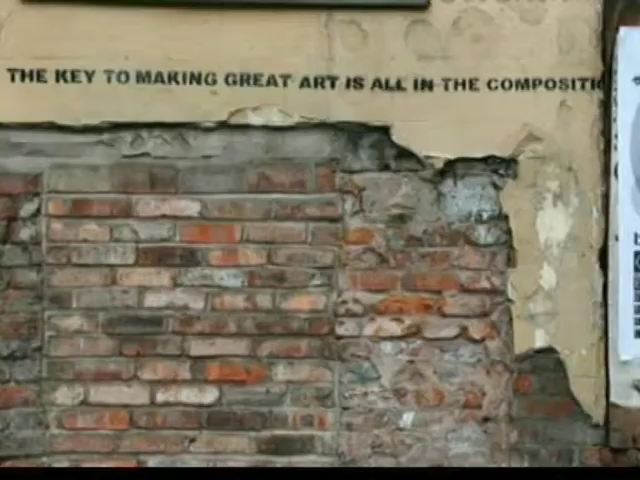 THE KEY TO MAKING GREAT ART IS ALL IN THE COMPOSITI